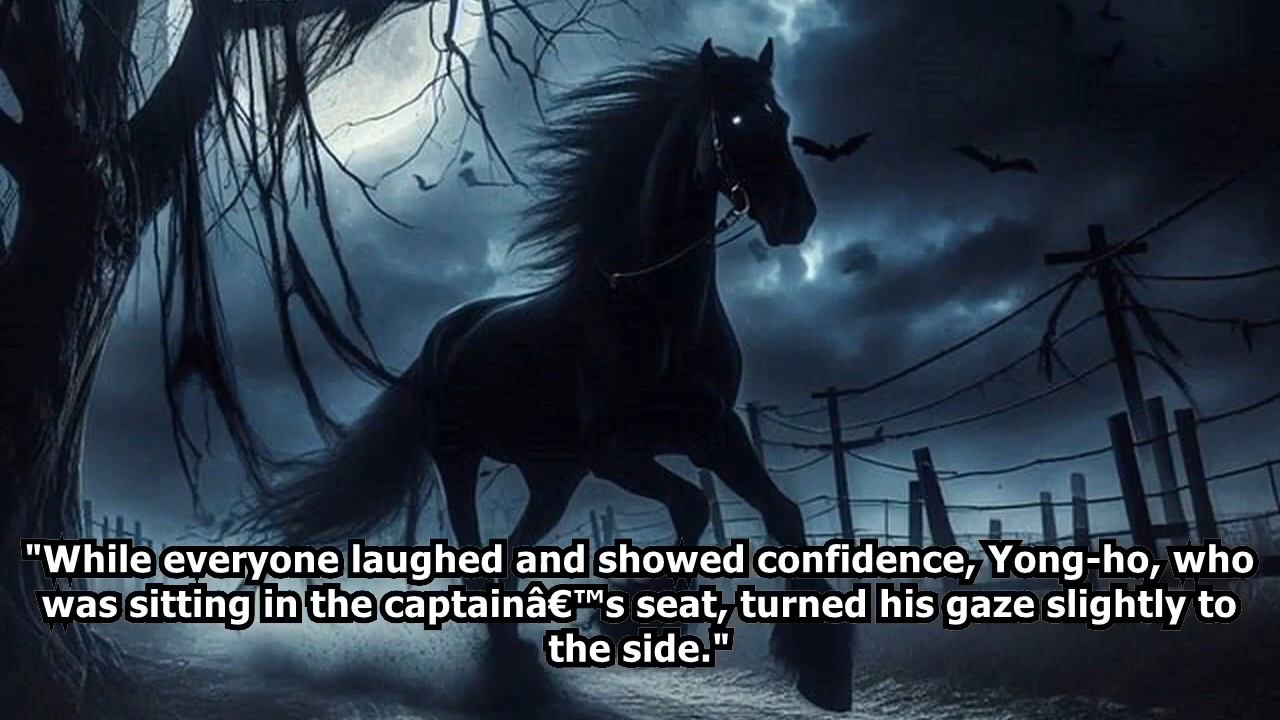 "While everyone laughed and showed confidence, Yong-ho, who
was sitting in the captainâ€™s seat, turned his gaze slightly to
the side."